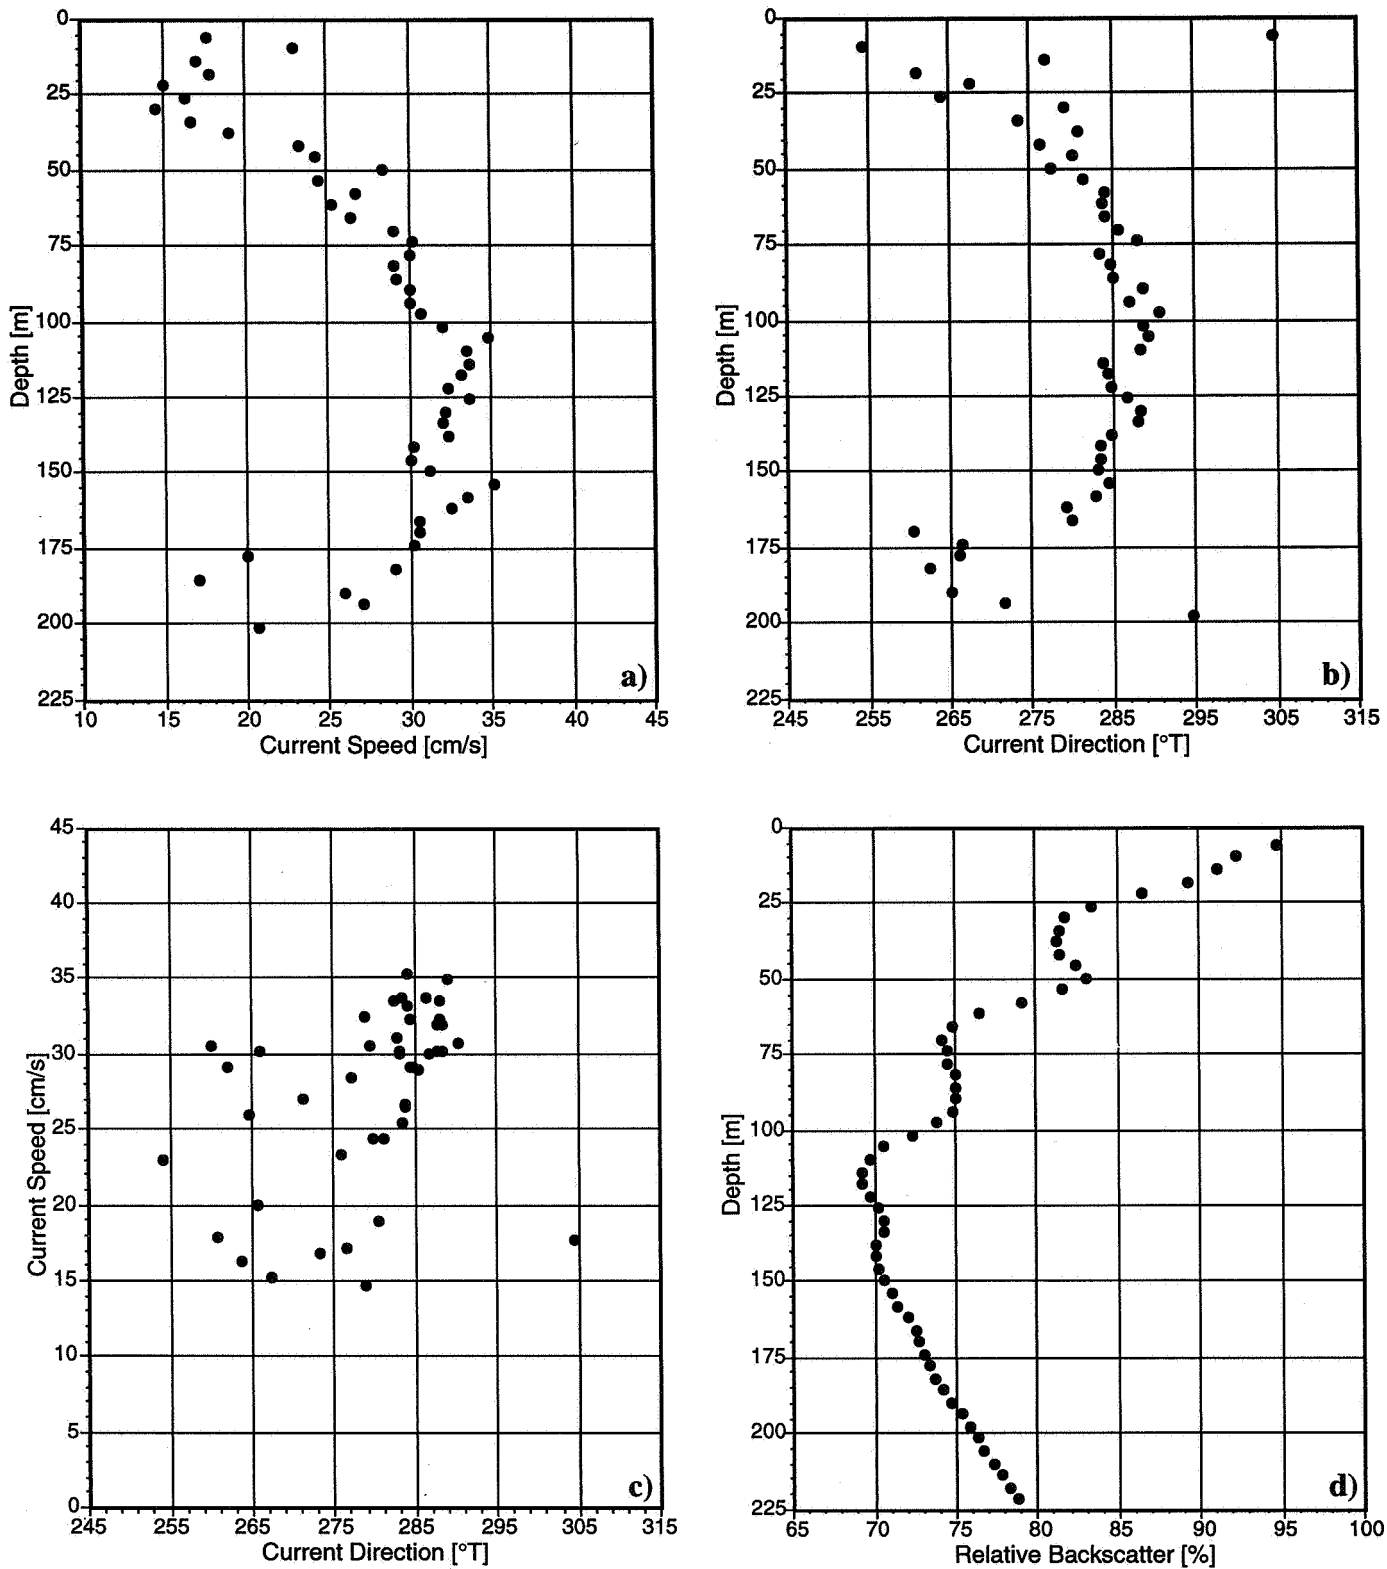 0
25
50
75
100
125
150
175
200
225
Depth [m]
10 15 20 25 30 35 40 45
Current Speed [cm/s]
a)
0
25
50
75
100
125
150
175
200
225
Depth [m]
245 255 265 275 285 295 305 315
Current Direction [°T]
b)
45
40
35
30
25
20
15
10
5
0
Current Speed [cm/s]
245 255 265 275 285 295 305 315
Current Direction [°T]
c)
0
25
50
75
100
125
150
175
200
225
Depth [m]
65 70 75 80 85 90 95 100
Relative Backscatter [%]
d)